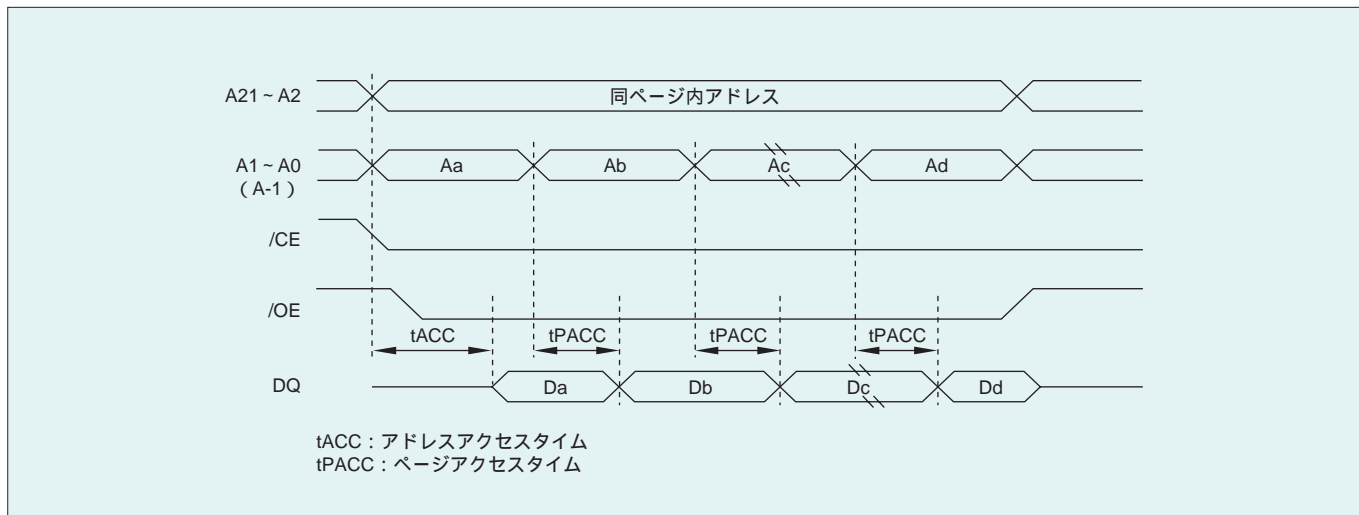 A21 ~ A2
同ページ内アドレス
A1 ~ A0
( A-1 )
Aa
Ab
Ac
Ad
/CE
/OE
tACC
tPACC
tPACC
tPACC
DQ
Da
Db
Dc
Dd
tACC : アドレスアクセスタイム
tPACC : ページアクセスタイム